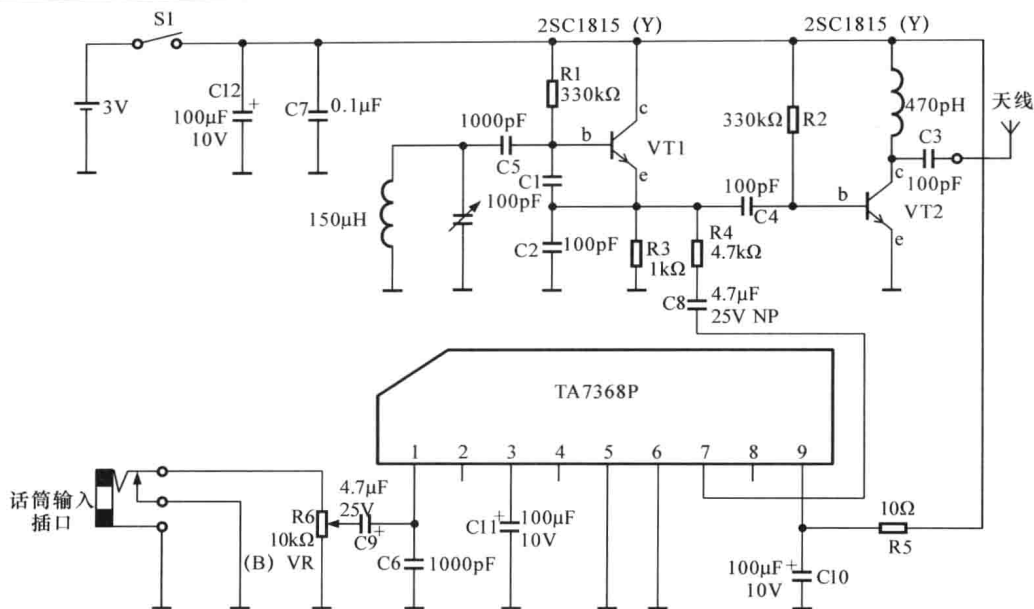 S1
2SC1815 (Y)
2SC1815 (Y)
3V
C12
100μF
10V
C7
0.1μF
R1
330kΩ
1000pF
C5
b
c
VT1
e
C1
150μH
100pF
C2
100pF
R3
1kΩ
R4
4.7kΩ
100pF
C4
330kΩ
R2
470pH
天线
C3
100pF
c
b
VT2
e
C8
4.7μF
25V NP
TA7368P
1 2 3 4 5 6 7 8 9
话筒输入
插口
R6
10kΩ
(B) VR
4.7μF
25V
C9
C6
1000pF
C11
100μF
10V
10Ω
R5
100μF
10V
C10